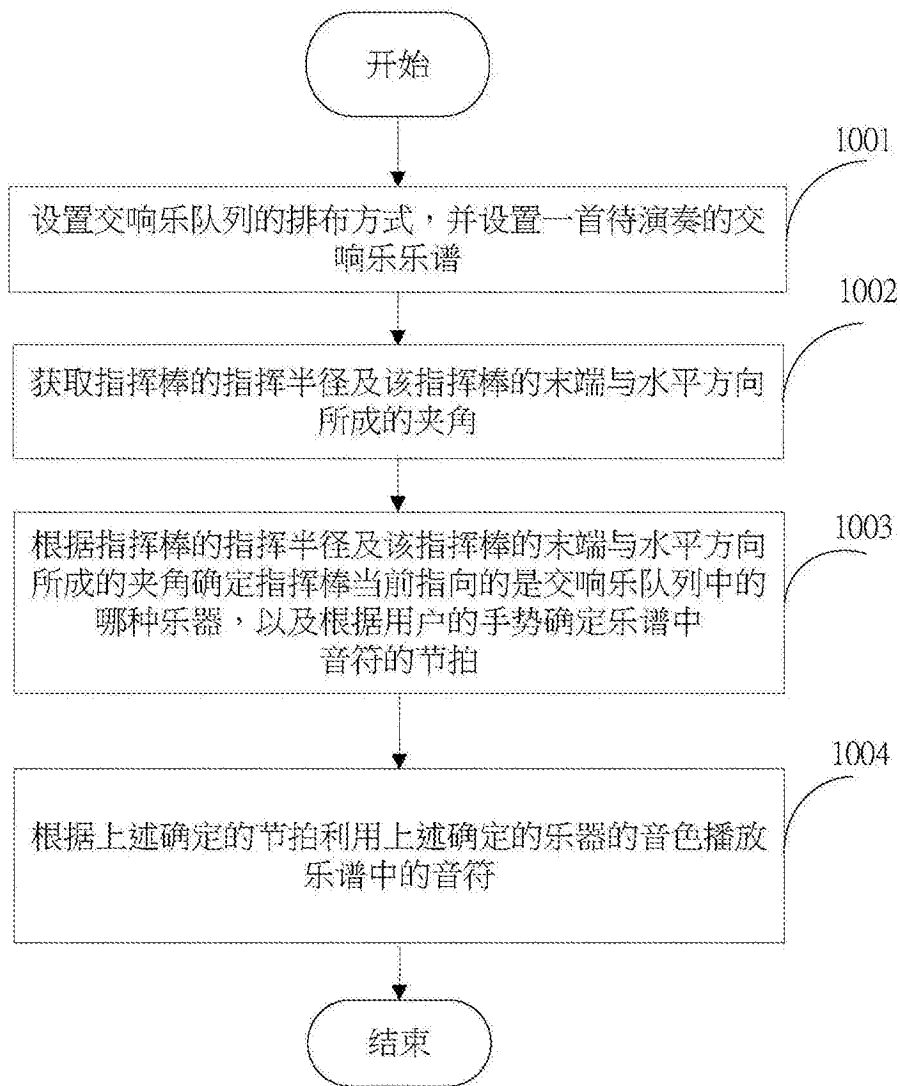 开始
1001
设置交响乐队列的排布方式，并设置一首待演奏的交
响乐乐谱
1002
获取指挥棒的指挥半径及该指挥棒的末端与水平方向
所成的夹角
1003
根据指挥棒的指挥半径及该指挥棒的末端与水平方向
所成的夹角确定指挥棒当前指向的是交响乐队列中的
哪种乐器，以及根据用户的手势确定乐谱中
音符的节拍
1004
根据上述确定的节拍利用上述确定的乐器的音色播放
乐谱中的音符
结束